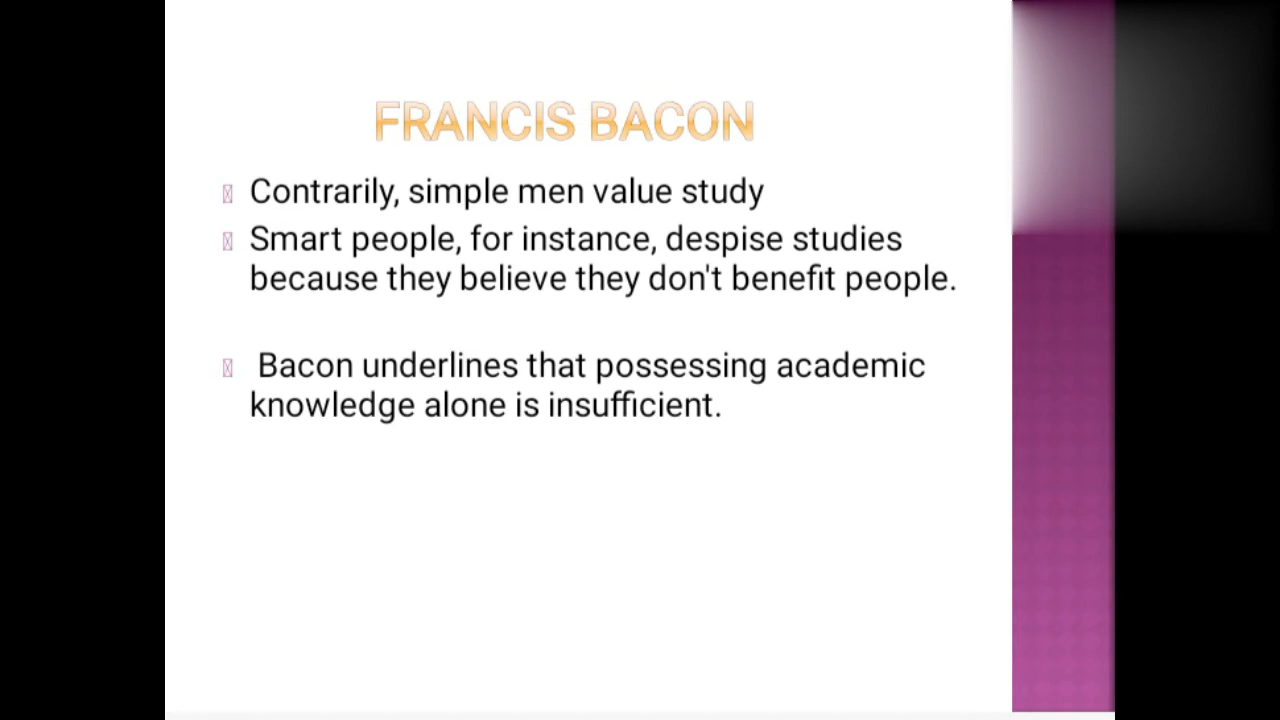 FRANCIS BACON
Contrarily, simple men value study
Smart people, for instance, despise studies
because they believe they don't benefit people.
Bacon underlines that possessing academic
knowledge alone is insufficient.